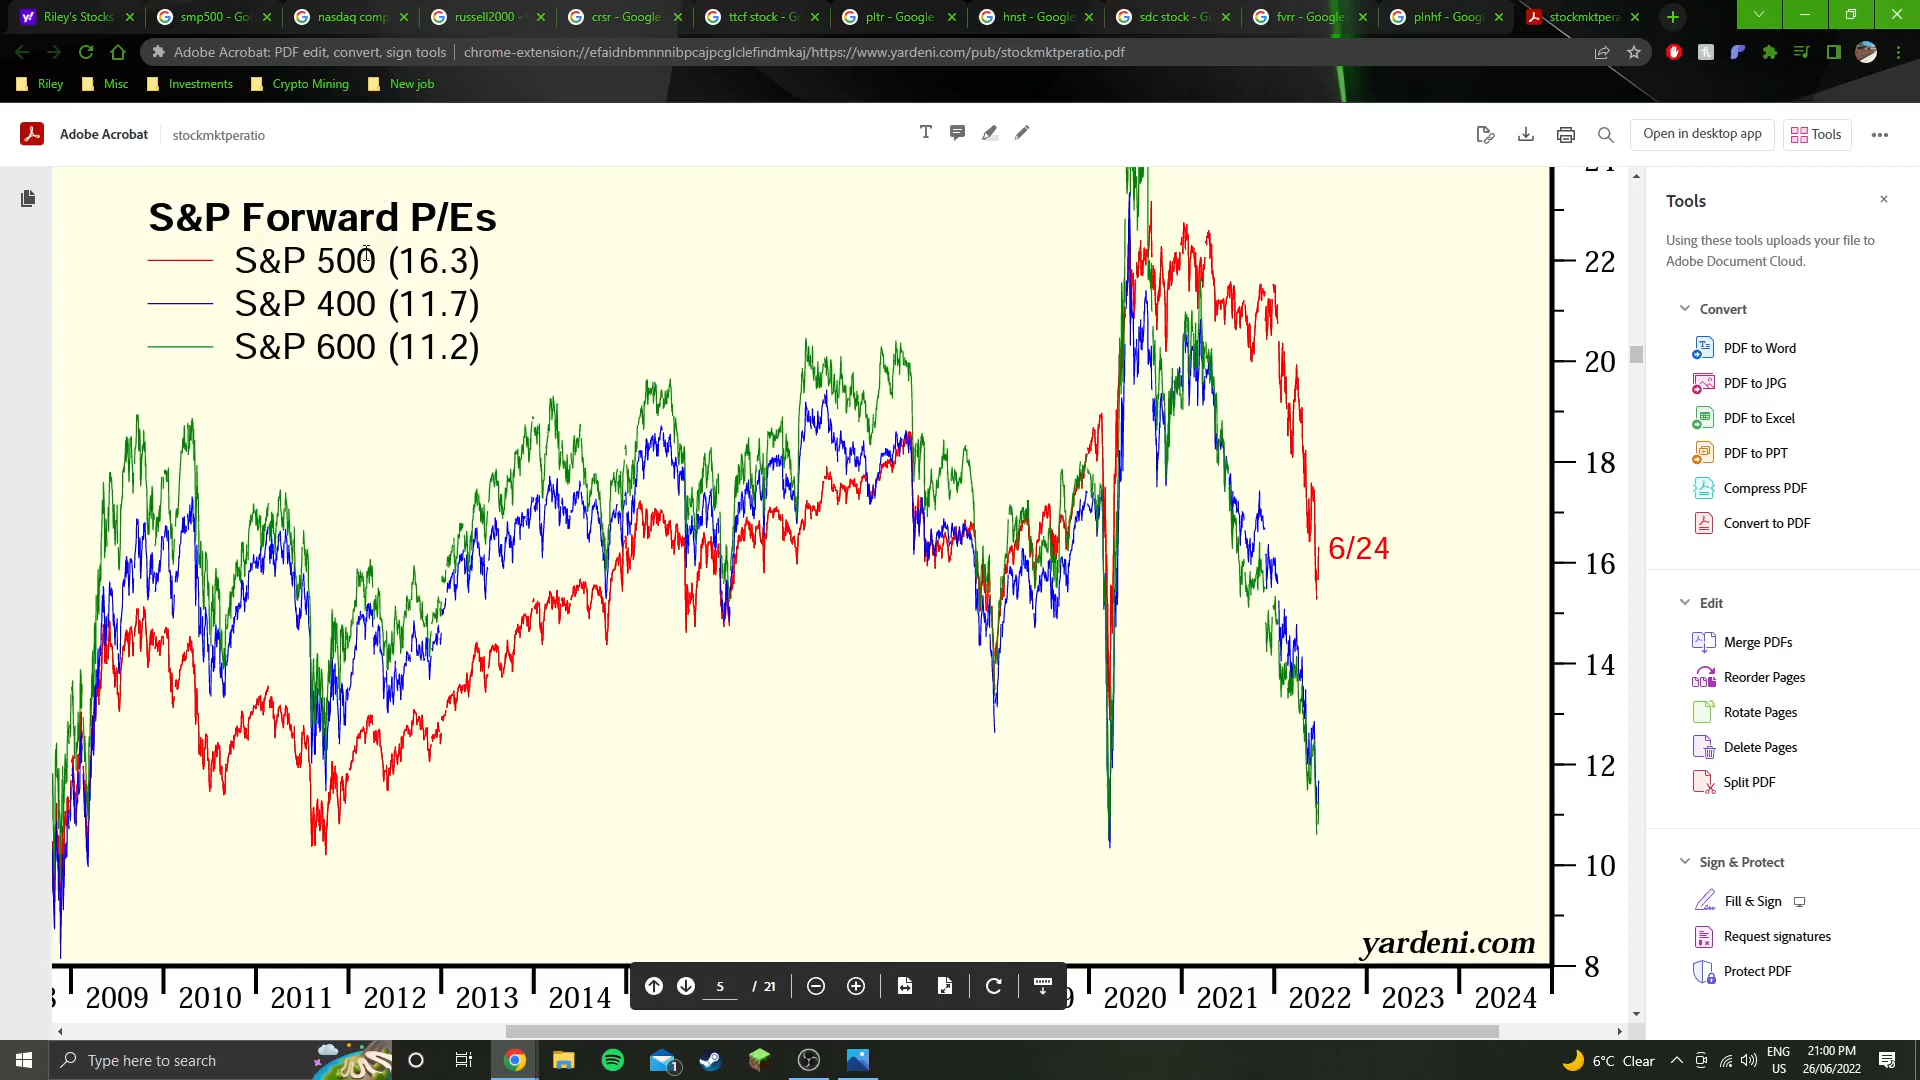 Riley's Stocks
smp500 - Go
nasdaq comp
russell2000 -
crsr - Google
ttcf stock - G
pltr - Google
hnst - Google
sdc stock - G
fvrr - Google
plnhf - Goog
stockmktpera
Adobe Acrobat: PDF edit, convert, sign tools
chrome-extension://efaidnbmnnnibpcajpcglclefindmkaj/https://www.yardeni.com/pub/stockmktperatio.pdf
Riley
Misc
Investments
Crypto Mining
New job
Adobe Acrobat
stockmktperatio
Open in desktop app
Tools
S&P Forward P/Es
S&P 500 (16.3)
S&P 400 (11.7)
S&P 600 (11.2)
22
20
18
16
14
12
10
8
6/24
yardeni.com
2009
2010
2011
2012
2013
2014
2020
2021
2022
2023
2024
5 / 21
Tools
Using these tools uploads your file to
Adobe Document Cloud.
Convert
PDF to Word
PDF to JPG
PDF to Excel
PDF to PPT
Compress PDF
Convert to PDF
Edit
Merge PDFs
Reorder Pages
Rotate Pages
Delete Pages
Split PDF
Sign & Protect
Fill & Sign
Request signatures
Protect PDF
Type here to search
1
6°C Clear
ENG
US
21:00 PM
26/06/2022